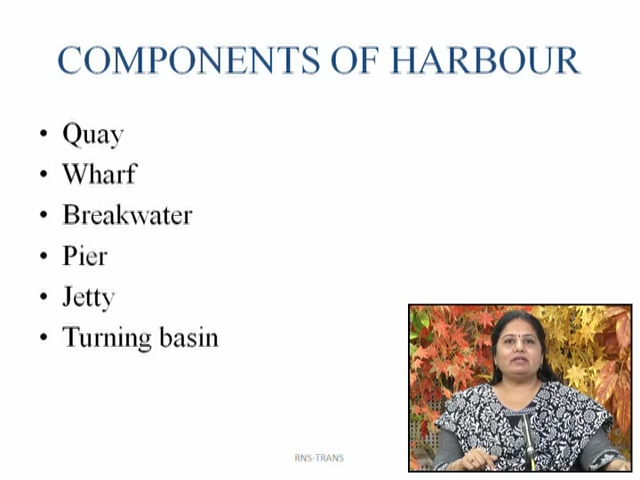 COMPONENTS OF HARBOUR
• Quay
• Wharf
• Breakwater
• Pier
• Jetty
• Turning basin
RNS-TRANS